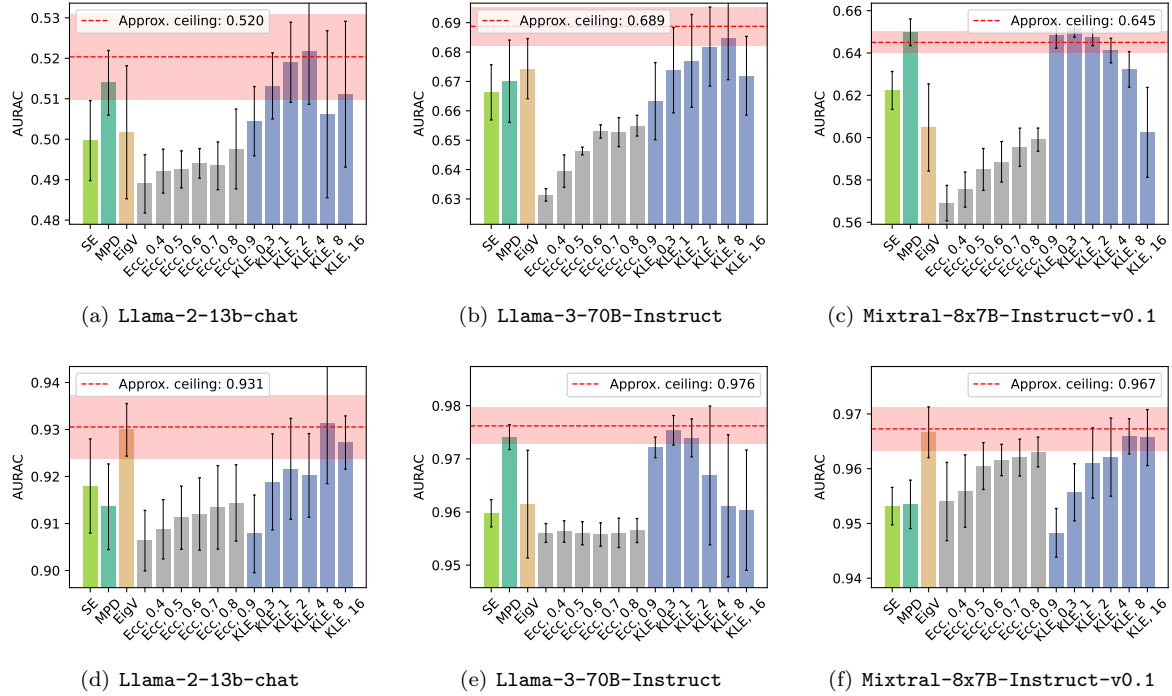 Approx. ceiling: 0.520
0.53
0.52
0.51
0.50
0.49
0.48
AURAC
SE
MPD
EigV
Ecc, 0.4
Ecc, 0.5
Ecc, 0.6
Ecc, 0.7
Ecc, 0.8
Ecc, 0.9
KLE, 0.3
KLE, 1
KLE, 2
KLE, 4
KLE, 8
KLE, 16
(a) Llama-2-13b-chat
Approx. ceiling: 0.689
0.69
0.68
0.67
0.66
0.65
0.64
0.63
AURAC
SE
MPD
EigV
Ecc, 0.4
Ecc, 0.5
Ecc, 0.6
Ecc, 0.7
Ecc, 0.8
Ecc, 0.9
KLE, 0.3
KLE, 1
KLE, 2
KLE, 4
KLE, 8
KLE, 16
(b) Llama-3-70B-Instruct
Approx. ceiling: 0.645
0.66
0.64
0.62
0.60
0.58
0.56
AURAC
SE
MPD
EigV
Ecc, 0.4
Ecc, 0.5
Ecc, 0.6
Ecc, 0.7
Ecc, 0.8
Ecc, 0.9
KLE, 0.3
KLE, 1
KLE, 2
KLE, 4
KLE, 8
KLE, 16
(c) Mixtral-8x7B-Instruct-v0.1
Approx. ceiling: 0.931
0.94
0.93
0.92
0.91
0.90
AURAC
SE
MPD
EigV
Ecc, 0.4
Ecc, 0.5
Ecc, 0.6
Ecc, 0.7
Ecc, 0.8
Ecc, 0.9
KLE, 0.3
KLE, 1
KLE, 2
KLE, 4
KLE, 8
KLE, 16
(d) Llama-2-13b-chat
Approx. ceiling: 0.976
0.98
0.97
0.96
0.95
AURAC
SE
MPD
EigV
Ecc, 0.4
Ecc, 0.5
Ecc, 0.6
Ecc, 0.7
Ecc, 0.8
Ecc, 0.9
KLE, 0.3
KLE, 1
KLE, 2
KLE, 4
KLE, 8
KLE, 16
(e) Llama-3-70B-Instruct
Approx. ceiling: 0.967
0.97
0.96
0.95
0.94
AURAC
SE
MPD
EigV
Ecc, 0.4
Ecc, 0.5
Ecc, 0.6
Ecc, 0.7
Ecc, 0.8
Ecc, 0.9
KLE, 0.3
KLE, 1
KLE, 2
KLE, 4
KLE, 8
KLE, 16
(f) Mixtral-8x7B-Instruct-v0.1